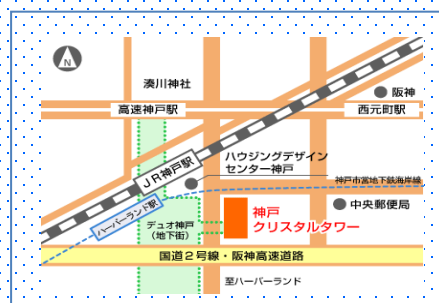 N
湊川神社
阪神
高速神戸駅
西元町駅
JR神戸駅
ハウジングデザイン
センター神戸
神戸市営地下鉄海岸線
ハーバーランド駅
デュオ神戸
(地下街)
神戸
クリスタルタワー
中央郵便局
国道2号線・阪神高速道路
至ハーバーランド